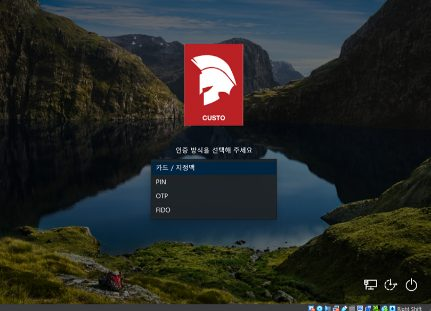 CUSTO
인증 방식을 선택해 주세요
카드 / 지정맥
PIN
OTP
FIDO
Right Shift